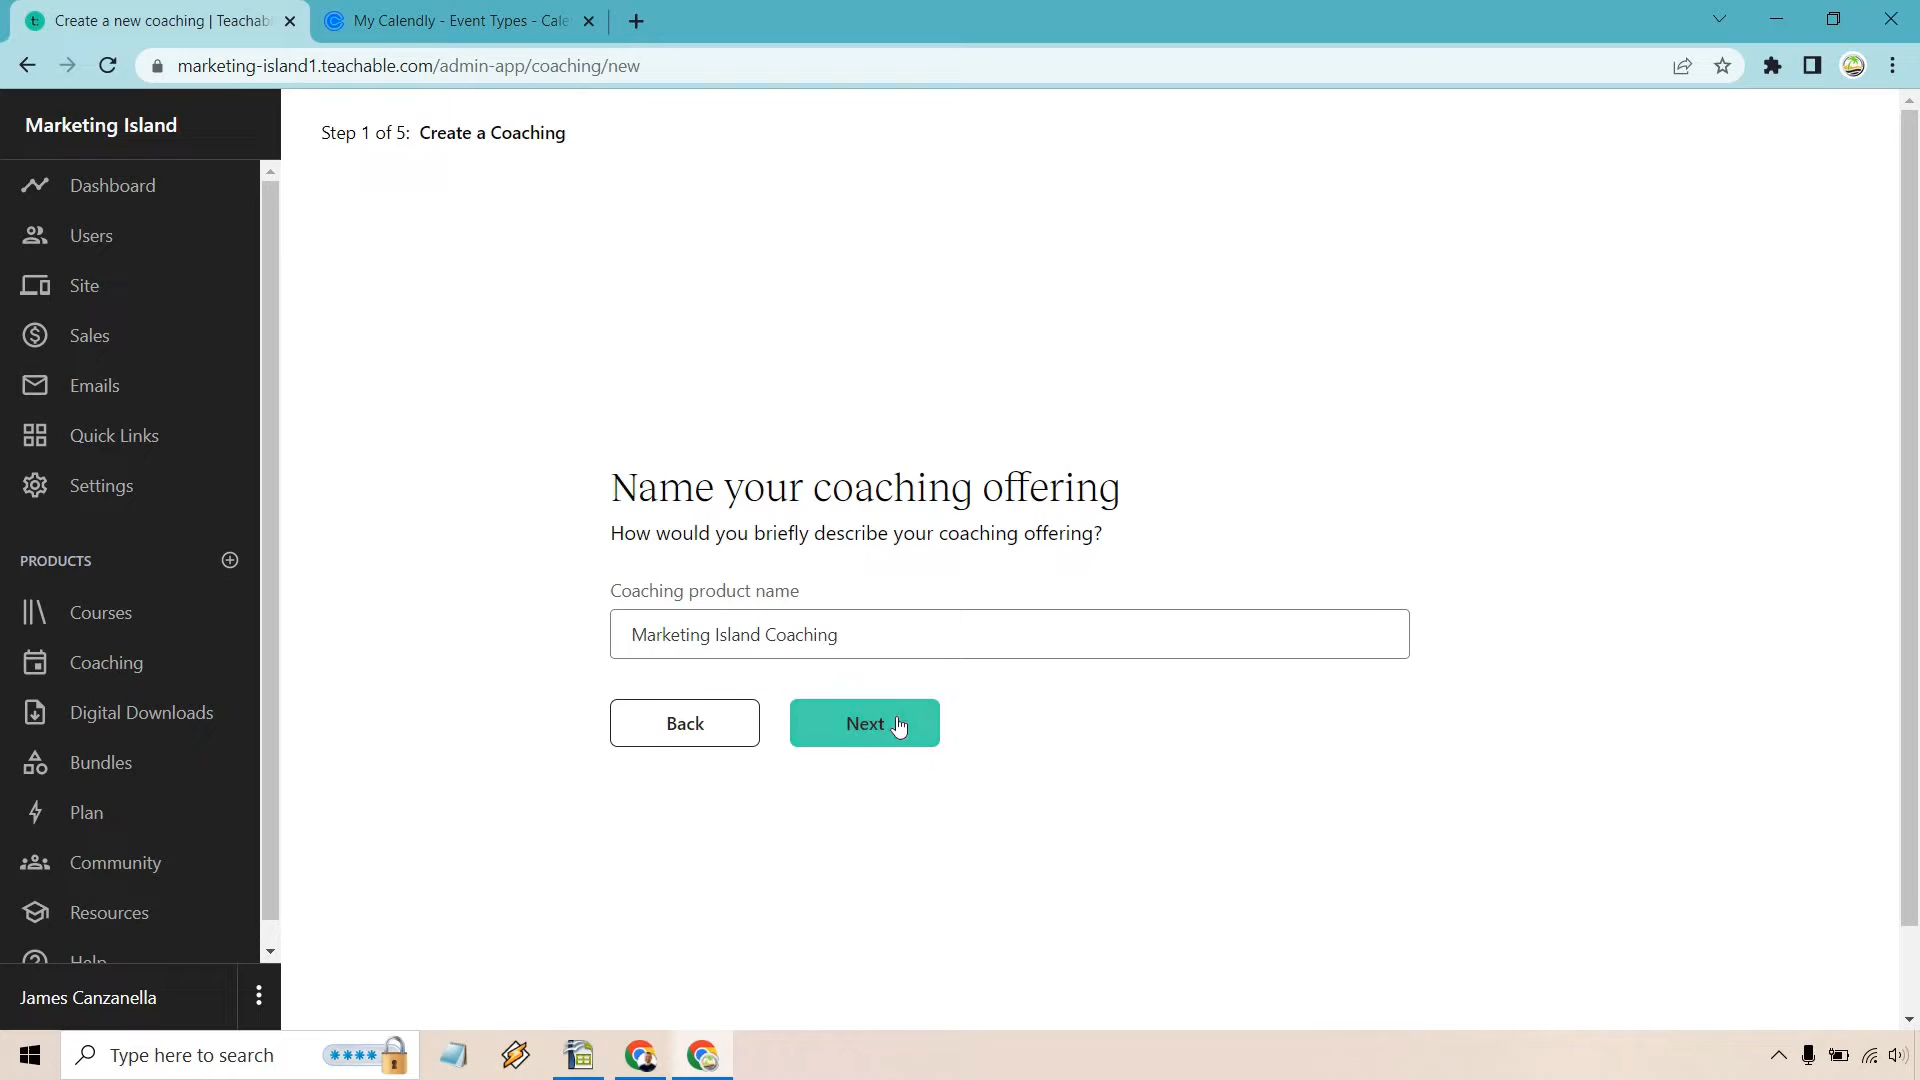 Create a new coaching | Teachab
My Calendly - Event Types - Cale
marketing-island1.teachable.com/admin-app/coaching/new
Marketing Island
Dashboard
Users
Site
Sales
Emails
Quick Links
Settings
PRODUCTS
Courses
Coaching
Digital Downloads
Bundles
Plan
Community
Resources
Help
James Canzanella
Step 1 of 5: Create a Coaching
Name your coaching offering
How would you briefly describe your coaching offering?
Coaching product name
Marketing Island Coaching
Back
Next
Type here to search